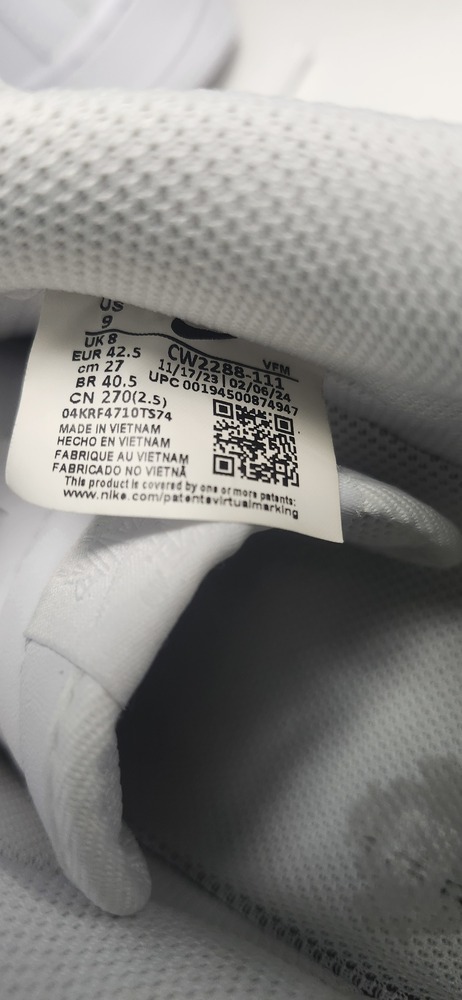 US
9
UK 8
EUR 42.5
cm 27
BR 40.5
CN 270(2.5)
04KRF4710TS74
CW2288-111 VFM
11/17/23 | 02/06/24
UPC 00194500874947
MADE IN VIETNAM
HECHO EN VIETNAM
FABRIQUE AU VIETNAM
FABRICADO NO VIETNÃ
This product is covered by one or more patents:
www.nike.com/patentsvirtualmarking